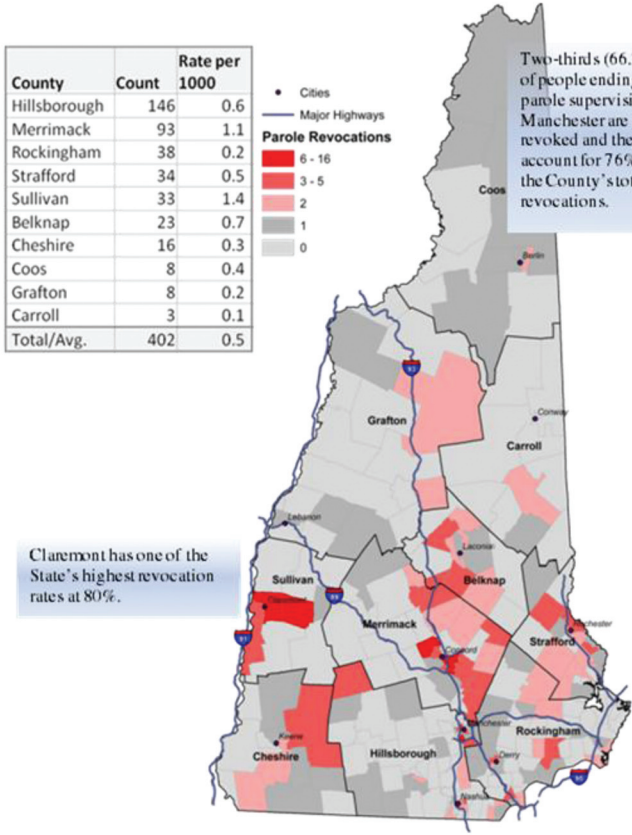 County Count Rate per 1000
Hillsborough 146 0.6
Merrimack 93 1.1
Rockingham 38 0.2
Strafford 34 0.5
Sullivan 33 1.4
Belknap 23 0.7
Cheshire 16 0.3
Coos 8 0.4
Grafton 8 0.2
Carroll 3 0.1
Total/Avg. 402 0.5
Cities
Major Highways
Parole Revocations
6 - 16
3 - 5
2
1
0
Two-thirds (66.
of people ending
parole supervisi
Manchester are
revoked and the
account for 76%
the County's tot
revocations.
Coos
Berlin
93
Grafton
Conway
Carroll
Lebanon
Laconia
Claremont has one of the
State's highest revocation
rates at 80%.
Sullivan
Belknap
89
Merrimack
Strafford
Concord
Manchester
Rockingham
Keene
Cheshire
Hillsborough
Derry
Nashua